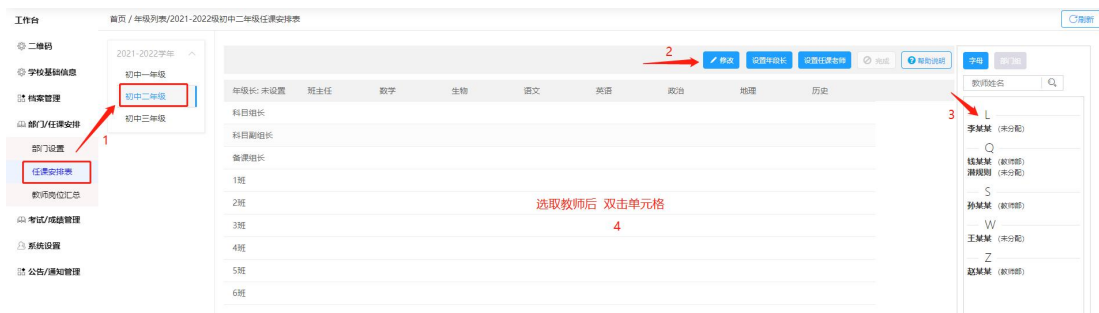 工作台
首页 / 年级列表/2021-2022级初中二年级任课安排表
刷新
二维码
学校基础信息
档案管理
部门/任课安排
部门设置
任课安排表
教师岗位汇总
考试/成绩管理
系统设置
公告/通知管理
2021-2022学年
初中一年级
初中二年级
初中三年级
1
2
修改
设置年级长
设置任课老师
完成
帮助说明
年级长: 未设置 班主任 数学 生物 语文 英语 政治 地理 历史
科目组长
科目副组长
备课组长
1班
2班
3班
4班
5班
6班
选取教师后 双击单元格
4
字母
部门组
教师姓名
3
L
李某某 (未分配)
Q
钱某某 (教师部)
潜规则 (未分配)
S
孙某某 (教师部)
W
王某某 (未分配)
Z
赵某某 (教师部)